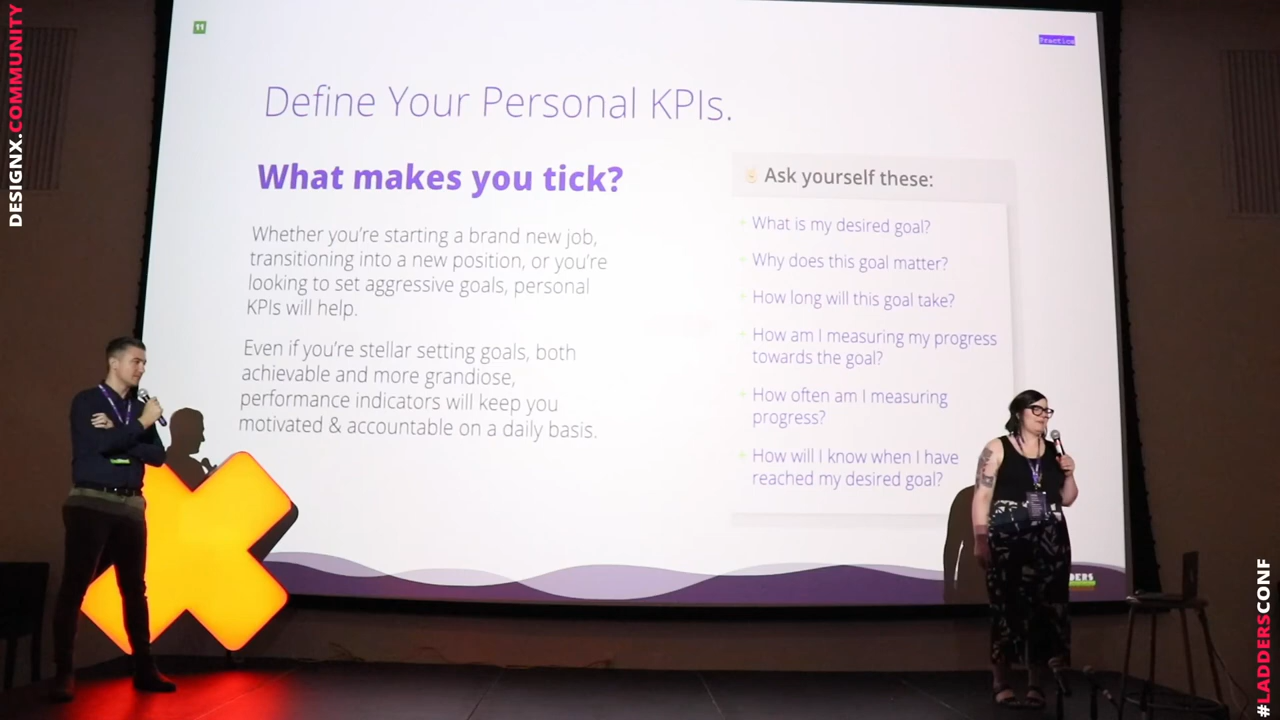 DESIGNX.COMMUNITY
11
Practice
Define Your Personal KPIs.
What makes you tick?
Whether you're starting a brand new job,
transitioning into a new position, or you're
looking to set aggressive goals, personal
KPIs will help.
Even if you're stellar setting goals, both
achievable and more grandiose,
performance indicators will keep you
motivated & accountable on a daily basis.
Ask yourself these:
What is my desired goal?
Why does this goal matter?
How long will this goal take?
How am I measuring my progress
towards the goal?
How often am I measuring
progress?
How will I know when I have
reached my desired goal?
DERS
#LADDERSCONF